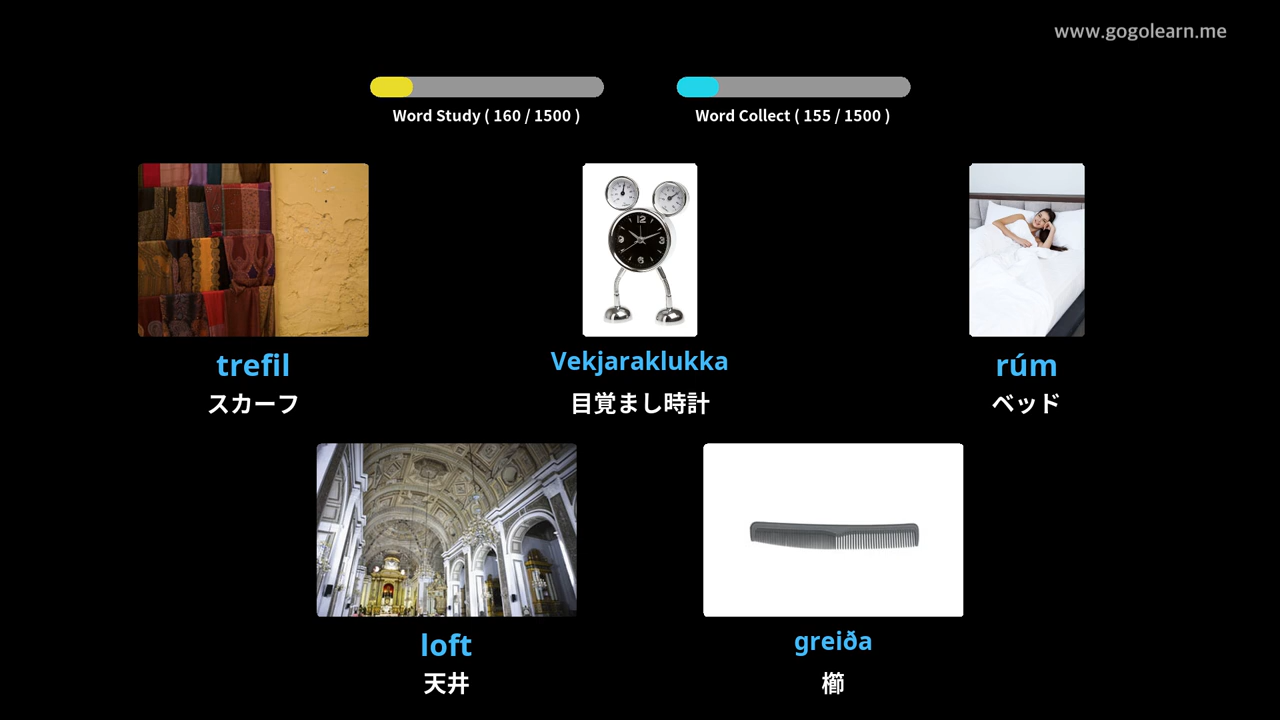 www.gogolearn.me
Word Study ( 160 / 1500 )
Word Collect ( 155 / 1500 )
trefil
スカーフ
Vekjaraklukka
目覚まし時計
rúm
ベッド
loft
天井
greiða
櫛